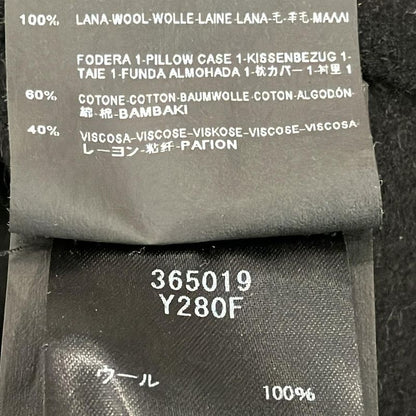 100% LANA-WOOL-WOLLE-LAINE-LANA-毛-羊毛-ΜΑΛΛΙ
FODERA 1-PILLOW CASE 1-KISSENBEZUG 1-
TAIE 1-FUNDA ALMOHADA 1-枕カバー 1-衬里 1
60% COTONE-COTTON-BAUMWOLLE-COTON-ALGODÓN-
綿-棉-BAMBAKI
40% VISCOSA-VISCOSE-VISKOSE-VISCOSE-VISCOSA
レーヨン-粘纤-ΡΑΓΙΟΝ
365019
Y280F
ウール 100%